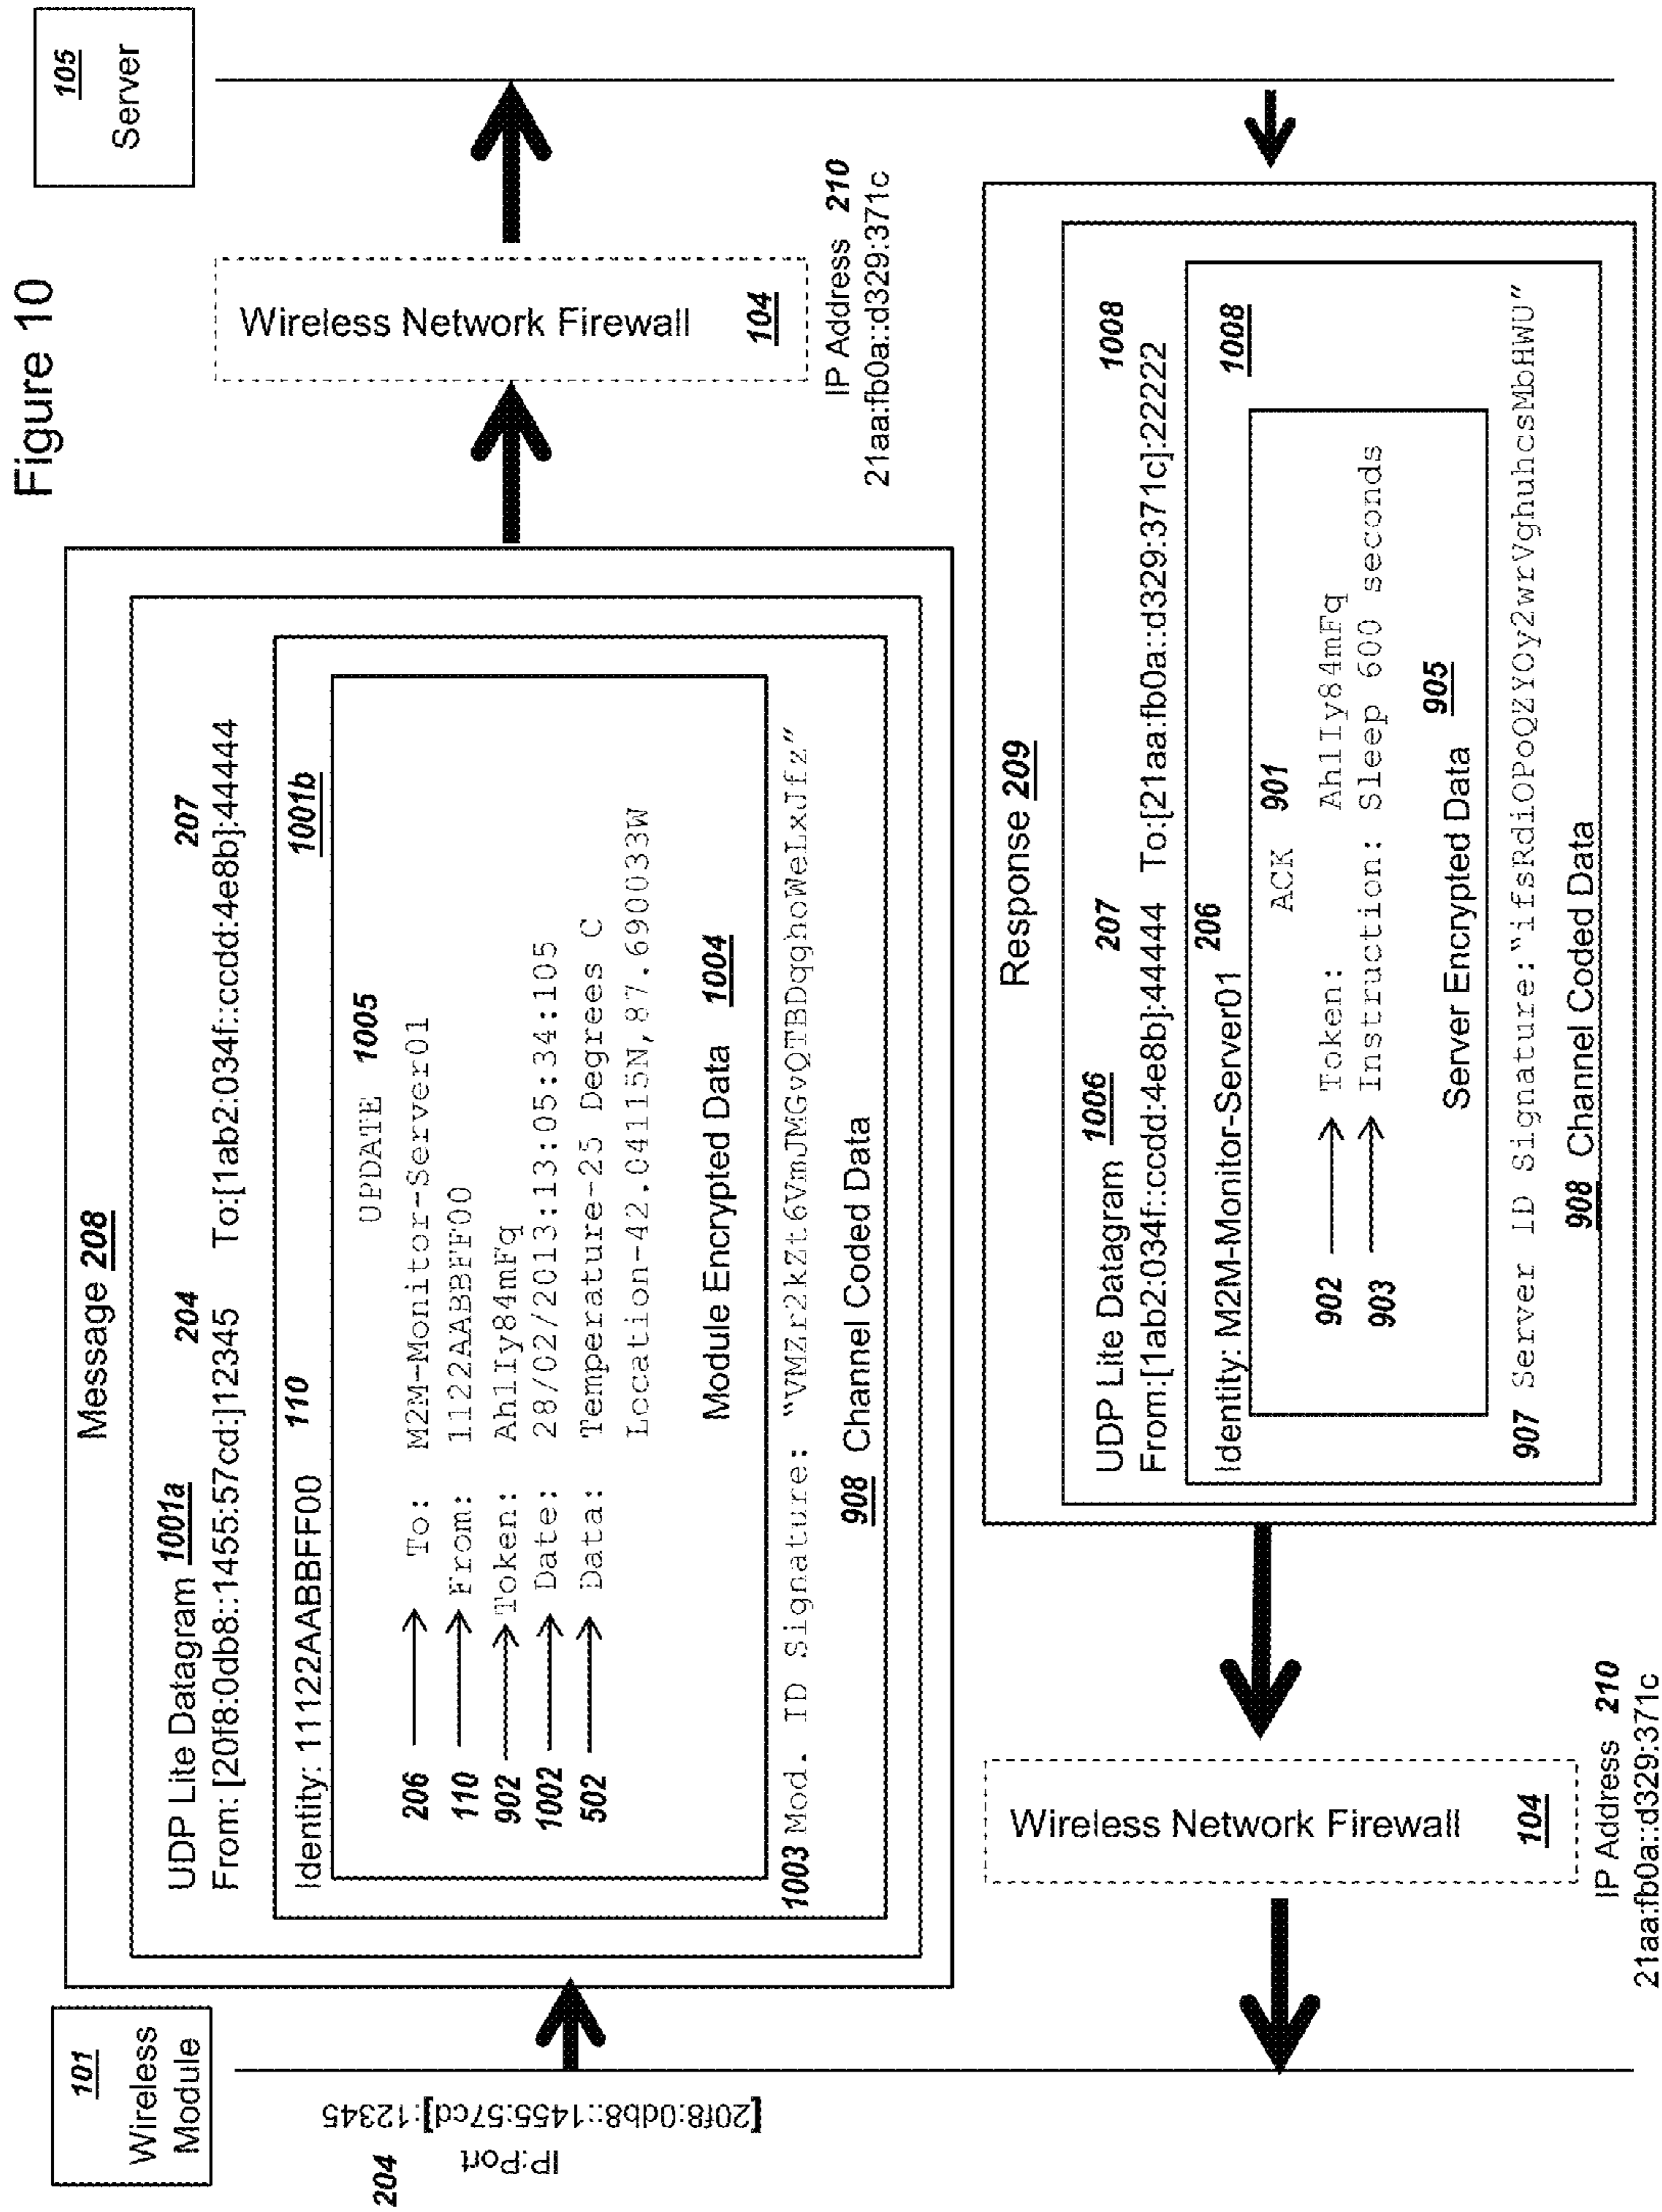 Figure 10
101
Wireless
Module
105
Server
204
IP:Port
[20f8:0db8::1455:57cd]:12345
Message 208
UDP Lite Datagram 1001a 204 207
From: [20f8:0db8::1455:57cd:]12345 To:[1ab2:034f::ccdd:4e8b]:44444
Identity: 11122AABBFF00 110 1001b
UPDATE 1005
206 To: M2M-Monitor-Server01
110 From: 1122AABBFF00
902 Token: AhlIy84mFq
1002 Date: 28/02/2013:13:05:34:105
502 Data: Temperature-25 Degrees C
Location-42.04115N,87.690033W
Module Encrypted Data 1004
1003 Mod. ID Signature: "VMZr2kZt6VmJMGvQTBDqghoWeLxJfz"
908 Channel Coded Data
Wireless Network Firewall
104
IP Address 210
21aa:fb0a::d329:371c
Response 209
UDP Lite Datagram 1006 207 1008
From:[1ab2:034f::ccdd:4e8b]:44444 To:[21aa:fb0a::d329:371c]:22222
Identity: M2M-Monitor-Server01 206 1008
ACK 901
902 Token: AhlIy84mFq
903 Instruction: Sleep 600 seconds
Server Encrypted Data 905
907 Server ID Signature:"ifsRdiOPoQZYOy2wrVghuhcsMbHWU"
908 Channel Coded Data
Wireless Network Firewall
104
IP Address 210
21aa:fb0a::d329:371c